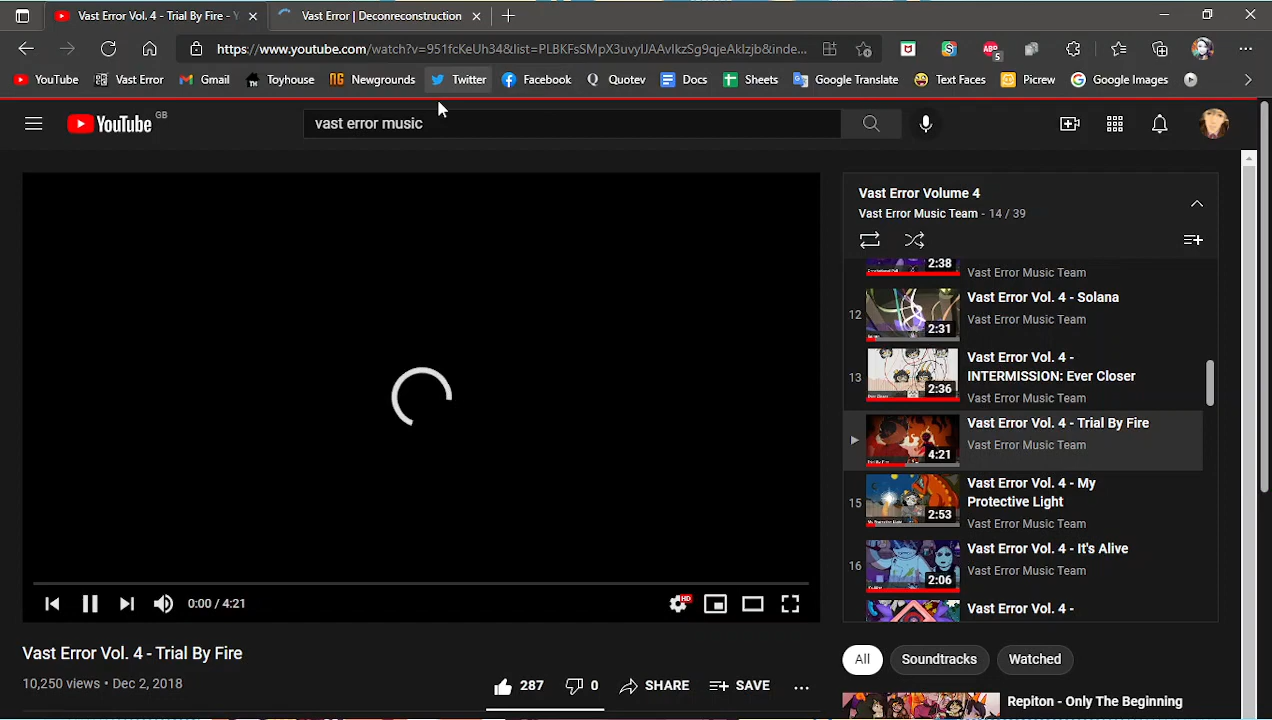 Vast Error Vol. 4 - Trial By Fire - Y
Vast Error | Deonreconstruction
https://www.youtube.com/watch?v=951fcKeUh34&list=PLBKFsSMpX3uvyIJAAvIkzSg9qjeAklzjb&inde...
ABP
5
YouTube
Vast Error
Gmail
Toyhouse
Newgrounds
Twitter
Facebook
Quotev
Docs
Sheets
Google Translate
Text Faces
Picrew
Google Images
YouTube GB
vast error music
Vast Error Volume 4
Vast Error Music Team - 14 / 39
2:38
Vast Error Music Team
12
2:31
Vast Error Vol. 4 - Solana
Vast Error Music Team
13
2:36
Vast Error Vol. 4 -
INTERMISSION: Ever Closer
Vast Error Music Team
4:21
Vast Error Vol. 4 - Trial By Fire
Vast Error Music Team
15
2:53
Vast Error Vol. 4 - My
Protective Light
Vast Error Music Team
16
2:06
Vast Error Vol. 4 - It's Alive
Vast Error Music Team
Vast Error Vol. 4 -
0:00 / 4:21
HD
Vast Error Vol. 4 - Trial By Fire
10,250 views • Dec 2, 2018
287
0
SHARE
SAVE
All
Soundtracks
Watched
Repiton - Only The Beginning